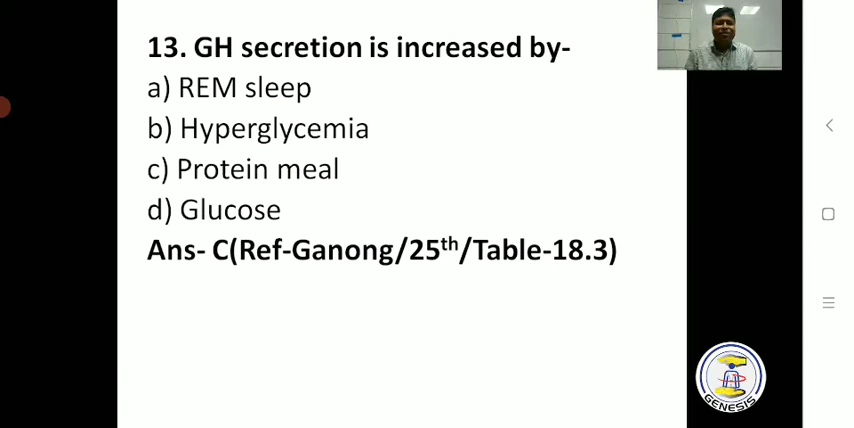 13. GH secretion is increased by-
a) REM sleep
b) Hyperglycemia
c) Protein meal
d) Glucose
Ans- C(Ref-Ganong/25th/Table-18.3)
GENESIS